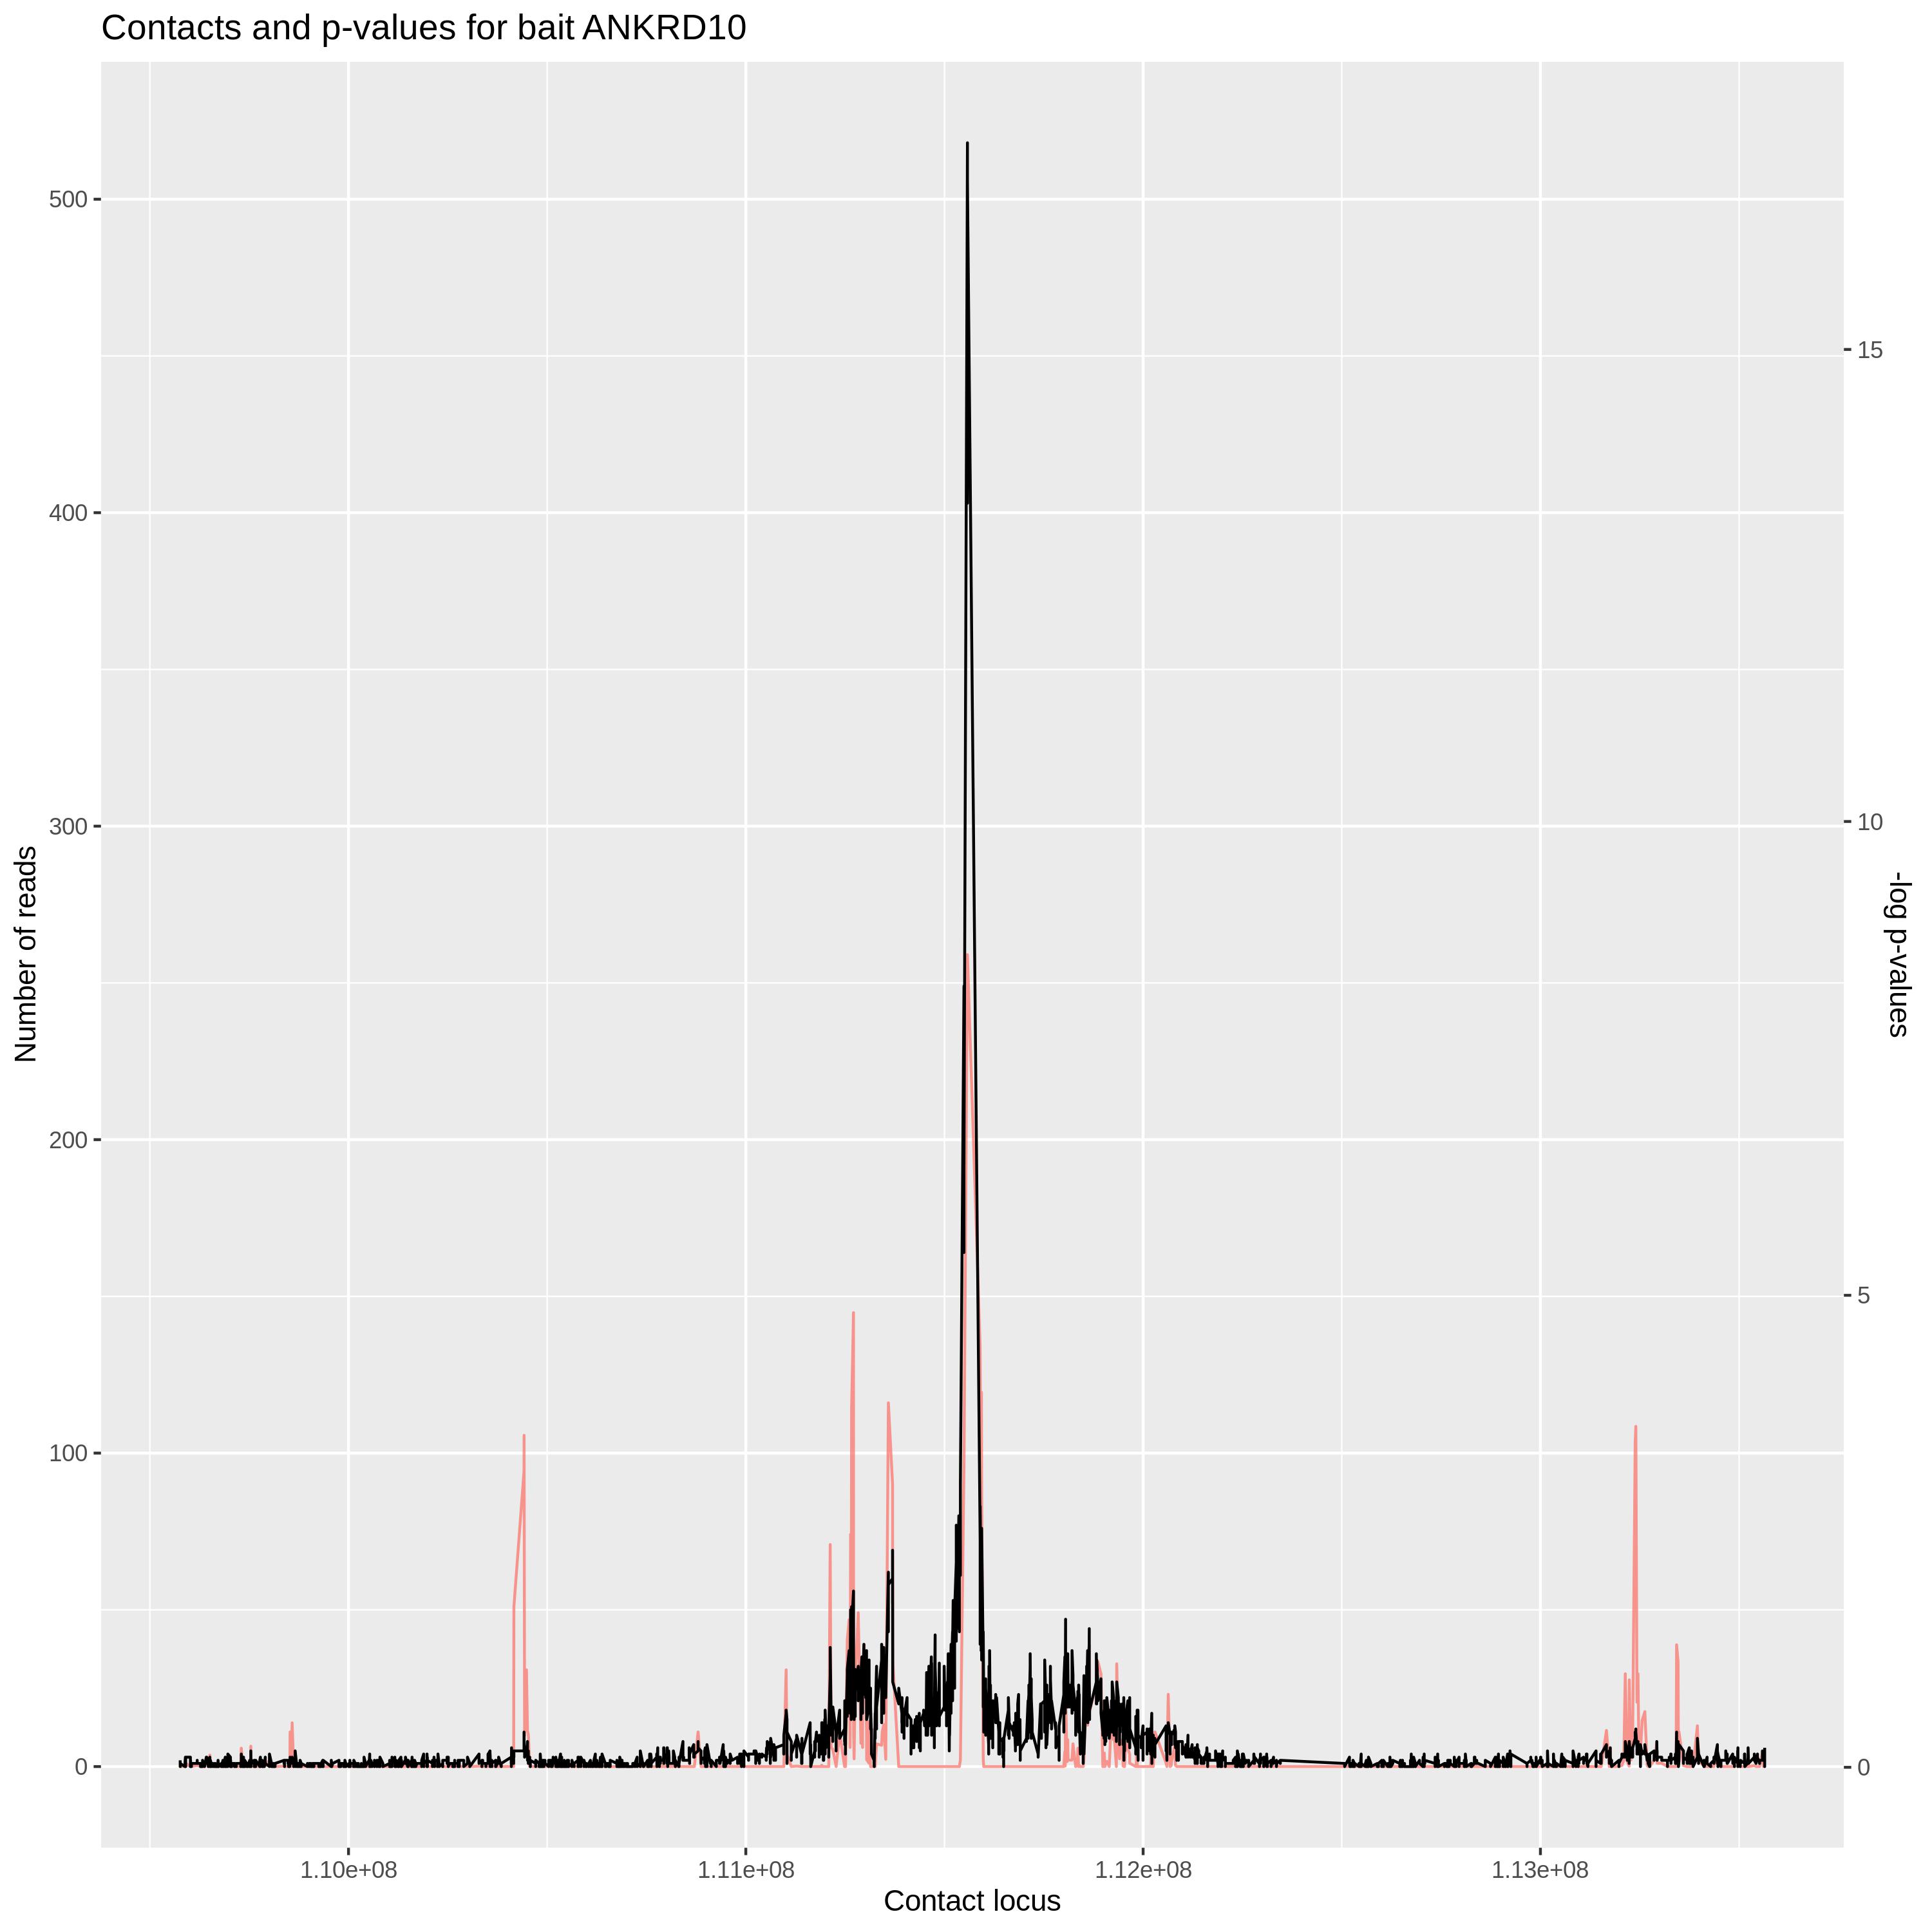 Contacts and p-values for bait ANKRD10
500
400
300
200
100
0
Number of reads
15
10
5
0
-log p-values
1.10e+08
1.11e+08
1.12e+08
1.13e+08
Contact locus